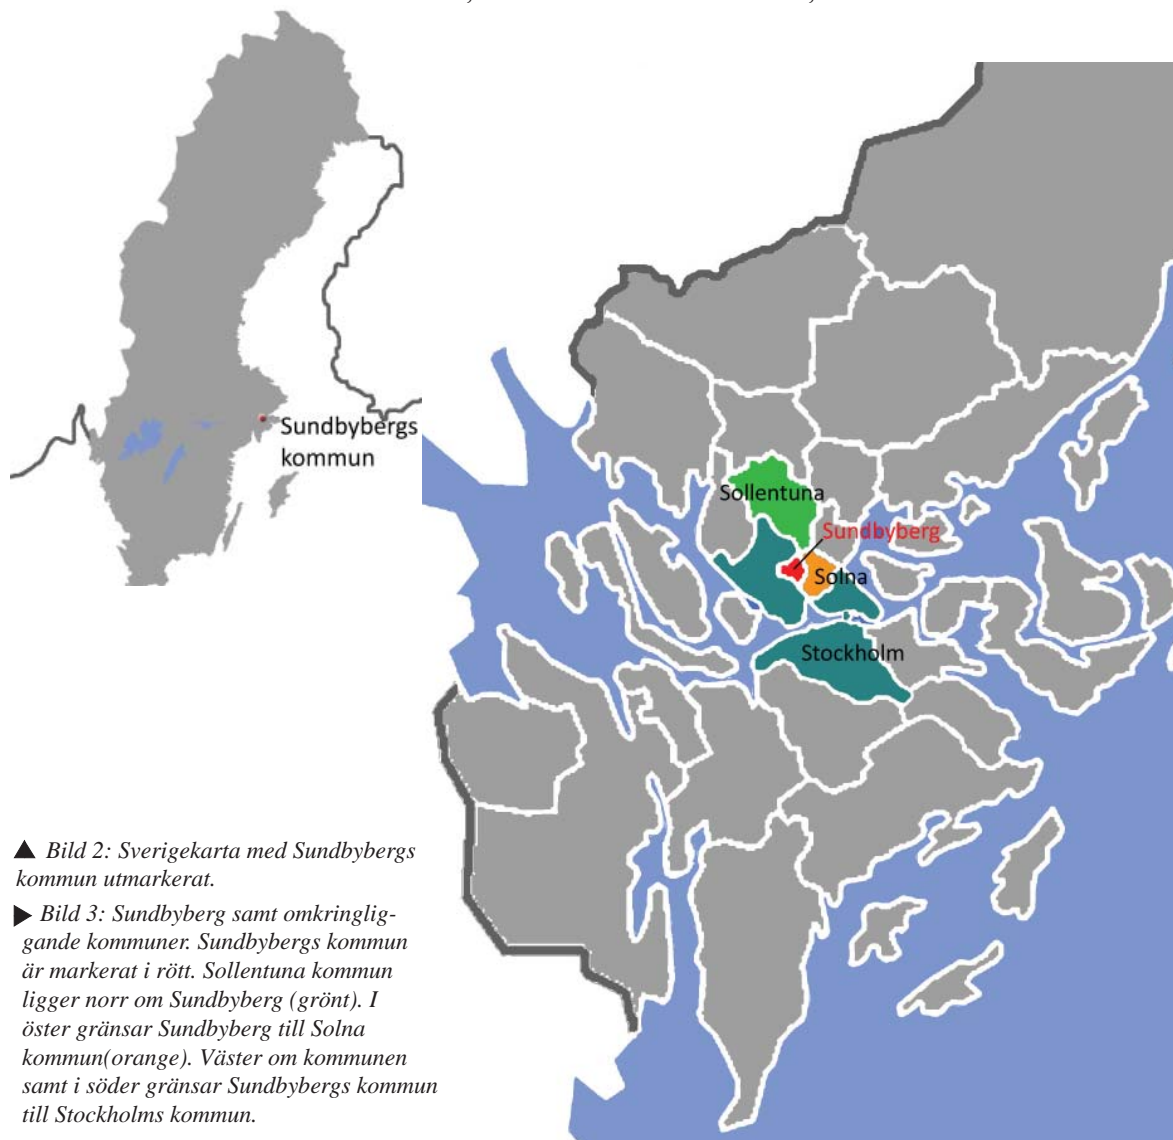 Sundbybergs
kommun
Sollentuna
Sundbyberg
Solna
Stockholm
▲ Bild 2: Sverigekarta med Sundbybergs
kommun utmarkerat.
▶ Bild 3: Sundbyberg samt omkringlig-
gande kommuner. Sundbybergs kommun
är markerat i rött. Sollentuna kommun
ligger norr om Sundbyberg (grönt). I
öster gränsar Sundbyberg till Solna
kommun(orange). Väster om kommunen
samt i söder gränsar Sundbybergs kommun
till Stockholms kommun.